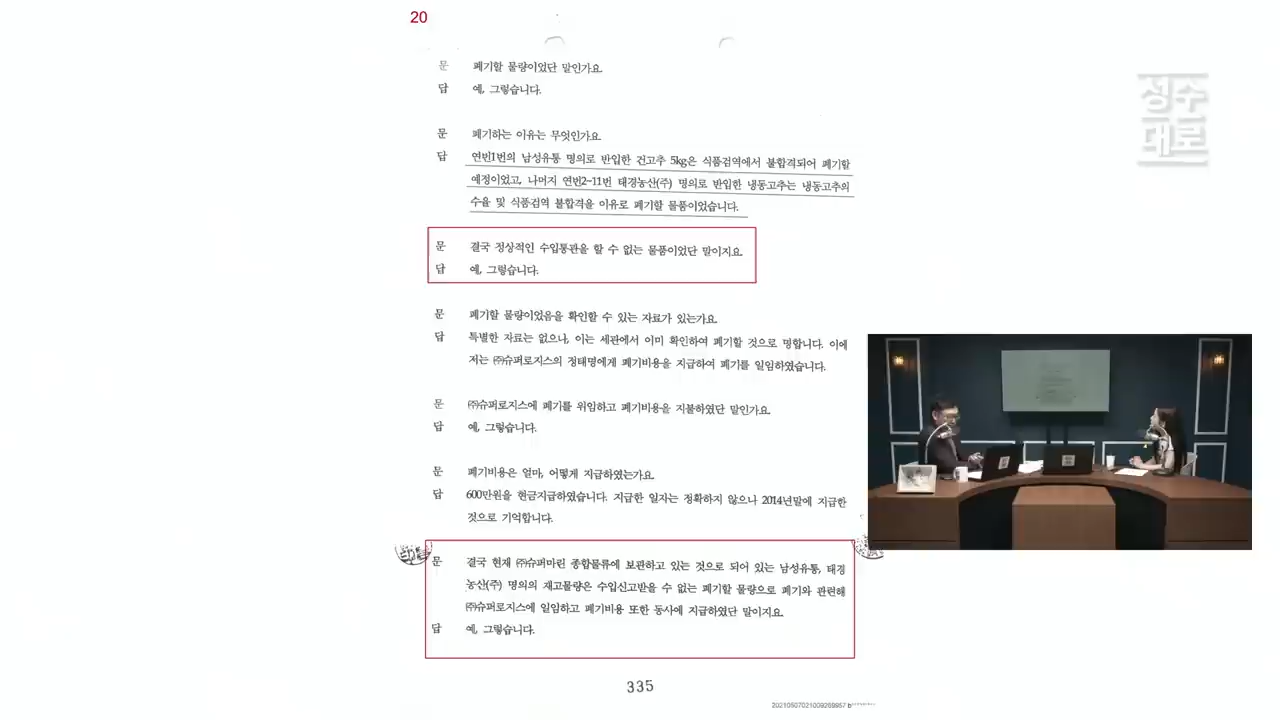 20
성수
대로
문 폐기할 물량이었단 말인가요.
답 예, 그렇습니다.
문 폐기하는 이유는 무엇인가요.
답 연번1번의 남성유통 명의로 반입한 건고추 5kg은 식품검역에서 불합격되어 폐기할
예정이었고, 나머지 연번2~11번 태경농산(주) 명의로 반입한 냉동고추는 냉동고추의
수율 및 식품검역 불합격을 이유로 폐기할 물품이었습니다.
문 결국 정상적인 수입통관을 할 수 없는 물품이었단 말이지요.
답 예, 그렇습니다.
문 폐기할 물량이었음을 확인할 수 있는 자료가 있는가요.
답 특별한 자료는 없으나, 이는 세관에서 이미 확인하여 폐기할 것으로 명합니다. 이에
저는 ㈜슈퍼로지스의 정태명에게 폐기비용을 지급하여 폐기를 일임하였습니다.
문 ㈜슈퍼로지스에 폐기를 위임하고 폐기비용을 지불하였단 말인가요.
답 예, 그렇습니다.
문 폐기비용은 얼마, 어떻게 지급하였는가요.
답 600만원을 현금지급하였습니다. 지급한 일자는 정확하지 않으나 2014년말에 지급한
것으로 기억합니다.
문 결국 현재 ㈜슈퍼마린 종합물류에 보관하고 있는 것으로 되어 있는 남성유통, 태경
농산(주) 명의의 재고물량은 수입신고받을 수 없는 폐기할 물량으로 폐기와 관련해
㈜슈퍼로지스에 일임하고 폐기비용 또한 동사에 지급하였단 말이지요.
답 예, 그렇습니다.
335